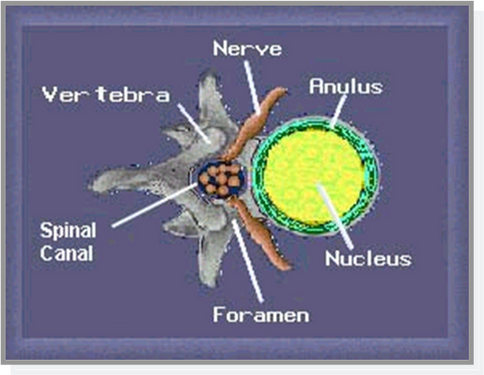 Nerve
Anulus
Vertebra
Spinal
Canal
Nucleus
Foramen